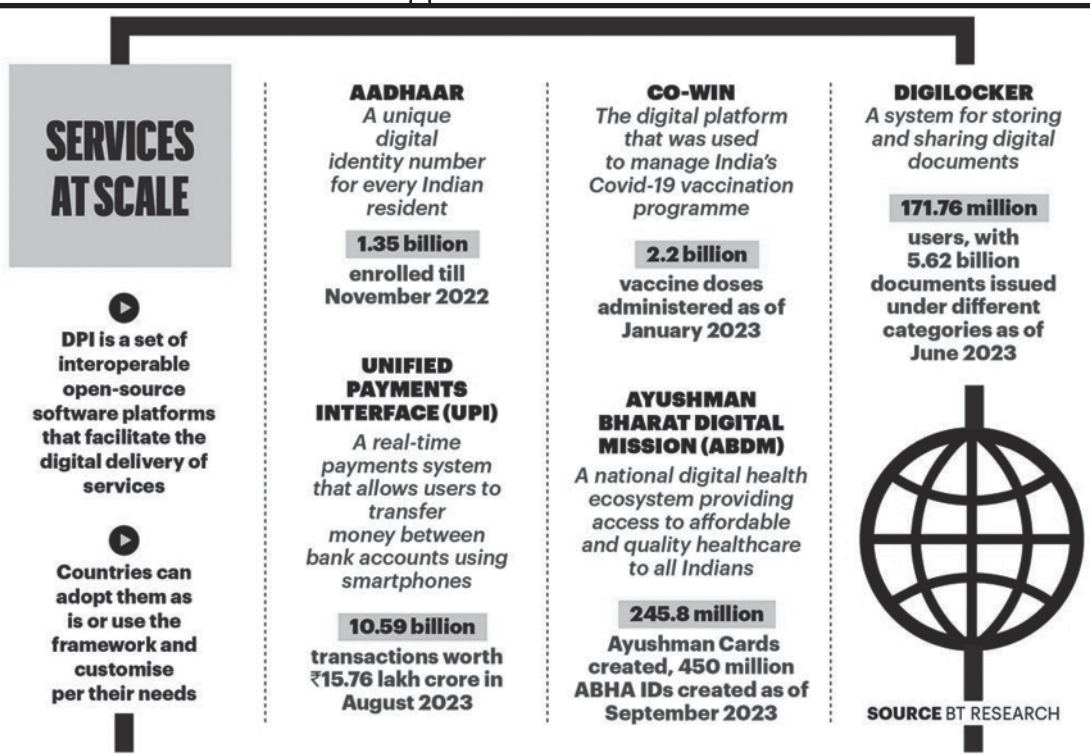 SERVICES
AT SCALE
DPI is a set of
interoperable
open-source
software platforms
that facilitate the
digital delivery of
services
Countries can
adopt them as
is or use the
framework and
customise
per their needs
AADHAAR
A unique
digital
identity number
for every Indian
resident
1.35 billion
enrolled till
November 2022
UNIFIED
PAYMENTS
INTERFACE (UPI)
A real-time
payments system
that allows users to
transfer
money between
bank accounts using
smartphones
10.59 billion
transactions worth
₹15.76 lakh crore in
August 2023
CO-WIN
The digital platform
that was used
to manage India's
Covid-19 vaccination
programme
2.2 billion
vaccine doses
administered as of
January 2023
AYUSHMAN
BHARAT DIGITAL
MISSION (ABDM)
A national digital health
ecosystem providing
access to affordable
and quality healthcare
to all Indians
245.8 million
Ayushman Cards
created, 450 million
ABHA IDs created as of
September 2023
DIGILOCKER
A system for storing
and sharing digital
documents
171.76 million
users, with
5.62 billion
documents issued
under different
categories as of
June 2023
SOURCE BT RESEARCH